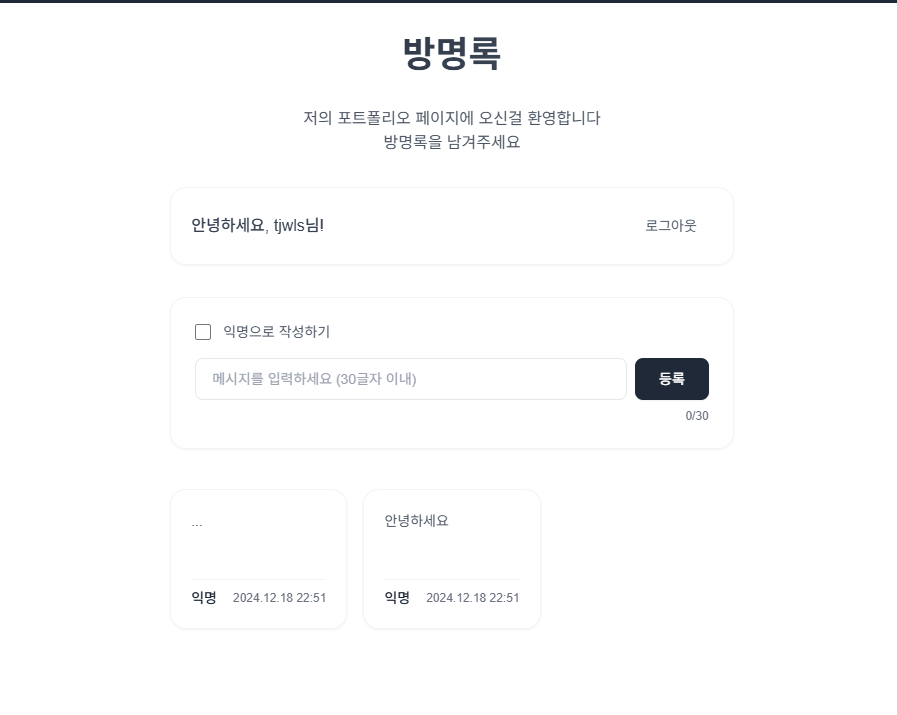 방명록
저의 포트폴리오 페이지에 오신걸 환영합니다
방명록을 남겨주세요
안녕하세요, tjwls님!
로그아웃
익명으로 작성하기
메시지를 입력하세요 (30글자 이내)
등록
0/30
...
익명 2024.12.18 22:51
안녕하세요
익명 2024.12.18 22:51